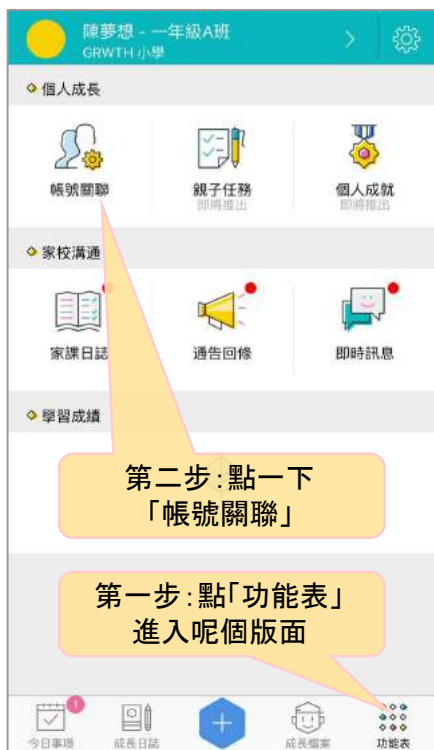 陳夢想 - 一年級A班
GRWTH 小學
個人成長
帳號關聯
親子任務
即將推出
個人成就
即將推出
家校溝通
家課日誌
通告回條
即時訊息
學習成績
第二步：點一下
「帳號關聯」
第一步：點「功能表」
進入呢個版面
1
今日事項
成長日誌
成長檔案
功能表